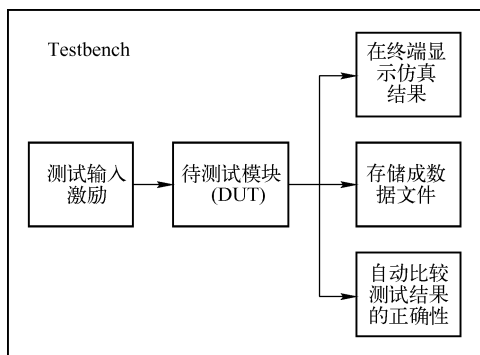 Testbench
测试输入
激励
待测试模块
(DUT)
在终端显
示仿真
结果
存储成数
据文件
自动比较
测试结果
的正确性